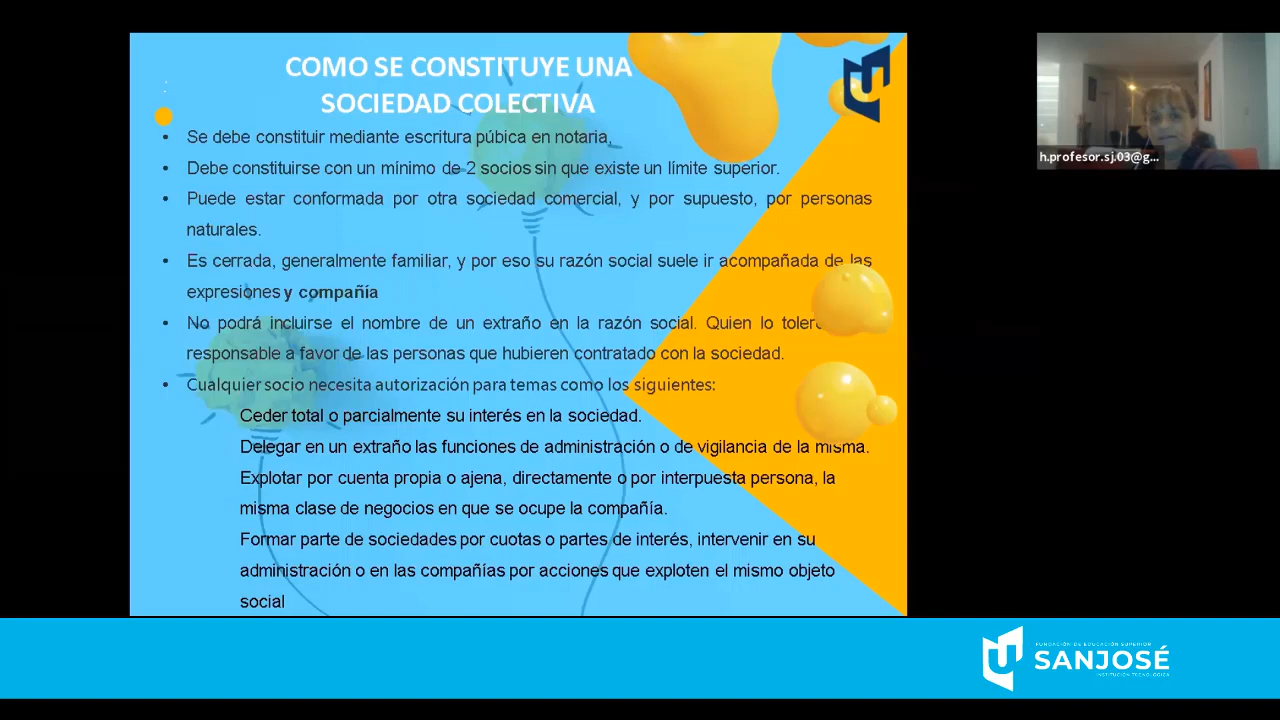 COMO SE CONSTITUYE UNA
SOCIEDAD COLECTIVA
• Se debe constituir mediante escritura púbica en notaria,
• Debe constituirse con un mínimo de 2 socios sin que existe un límite superior.
• Puede estar conformada por otra sociedad comercial, y por supuesto, por personas
naturales.
• Es cerrada, generalmente familiar, y por eso su razón social suele ir acompañada de las
expresiones y compañía
• No podrá incluirse el nombre de un extraño en la razón social. Quien lo
responsable a favor de las personas que hubieren contratado con la sociedad.
• Cualquier socio necesita autorización para temas como los siguientes:
Ceder total o parcialmente su interés en la sociedad.
Delegar en un extraño las funciones de administración o de vigilancia de la misma.
Explotar por cuenta propia o ajena, directamente o por interpuesta persona, la
misma clase de negocios en que se ocupe la compañía.
Formar parte de sociedades por cuotas o partes de interés, intervenir en su
administración o en las compañías por acciones que exploten el mismo objeto
social
h.profesor.sj.03@g...
FUNDACIÓN DE EDUCACIÓN SUPERIOR
SANJOSÉ
INSTITUCIÓN TECNOLÓGICA